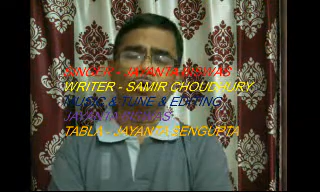 SINGER - JAYANTA BISWAS
WRITER - SAMIR CHOUDHURY
MUSIC & TUNE & EDITING
JAYANTA BISWAS
TABLA - JAYANTA SENGUPTA